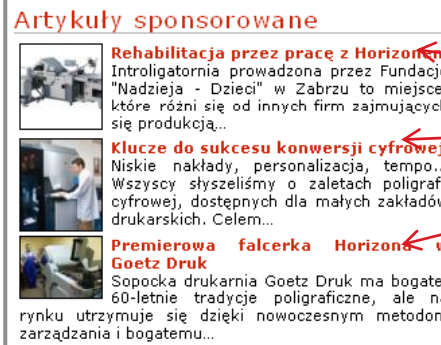 Artykuły sponsorowane
Rehabilitacja przez pracę z Horizonem
Introligatornia prowadzona przez Fundację
"Nadzieja - Dzieci" w Zabrzu to miejsce,
które różni się od innych firm zajmujących
się produkcją...
Klucze do sukcesu konwersji cyfrowej
Niskie nakłady, personalizacja, tempo...
Wszyscy słyszeliśmy o zaletach poligrafi
cyfrowej, dostępnych dla małych zakładów
drukarskich. Celem...
Premierowa falcerka Horizona w
Goetz Druk
Sopocka drukarnia Goetz Druk ma bogate,
60-letnie tradycje poligraficzne, ale na
rynku utrzymuje się dzięki nowoczesnym metodom
zarządzania i bogatemu...